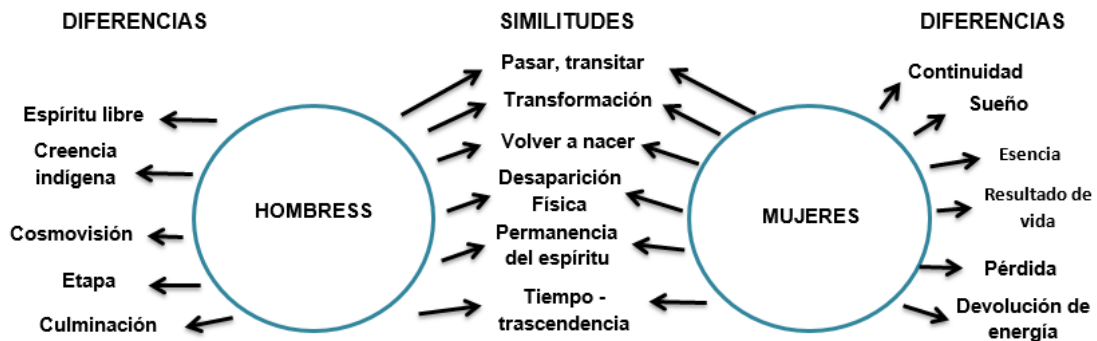 DIFERENCIAS
SIMILITUDES
DIFERENCIAS
Espíritu libre
Creencia
indígena
Cosmovisión
Etapa
Culminación
HOMBRESS
Pasar, transitar
Transformación
Volver a nacer
Desaparición
Física
Permanencia
del espíritu
Tiempo -
trascendencia
MUJERES
Continuidad
Sueño
Esencia
Resultado de
vida
Pérdida
Devolución de
energía